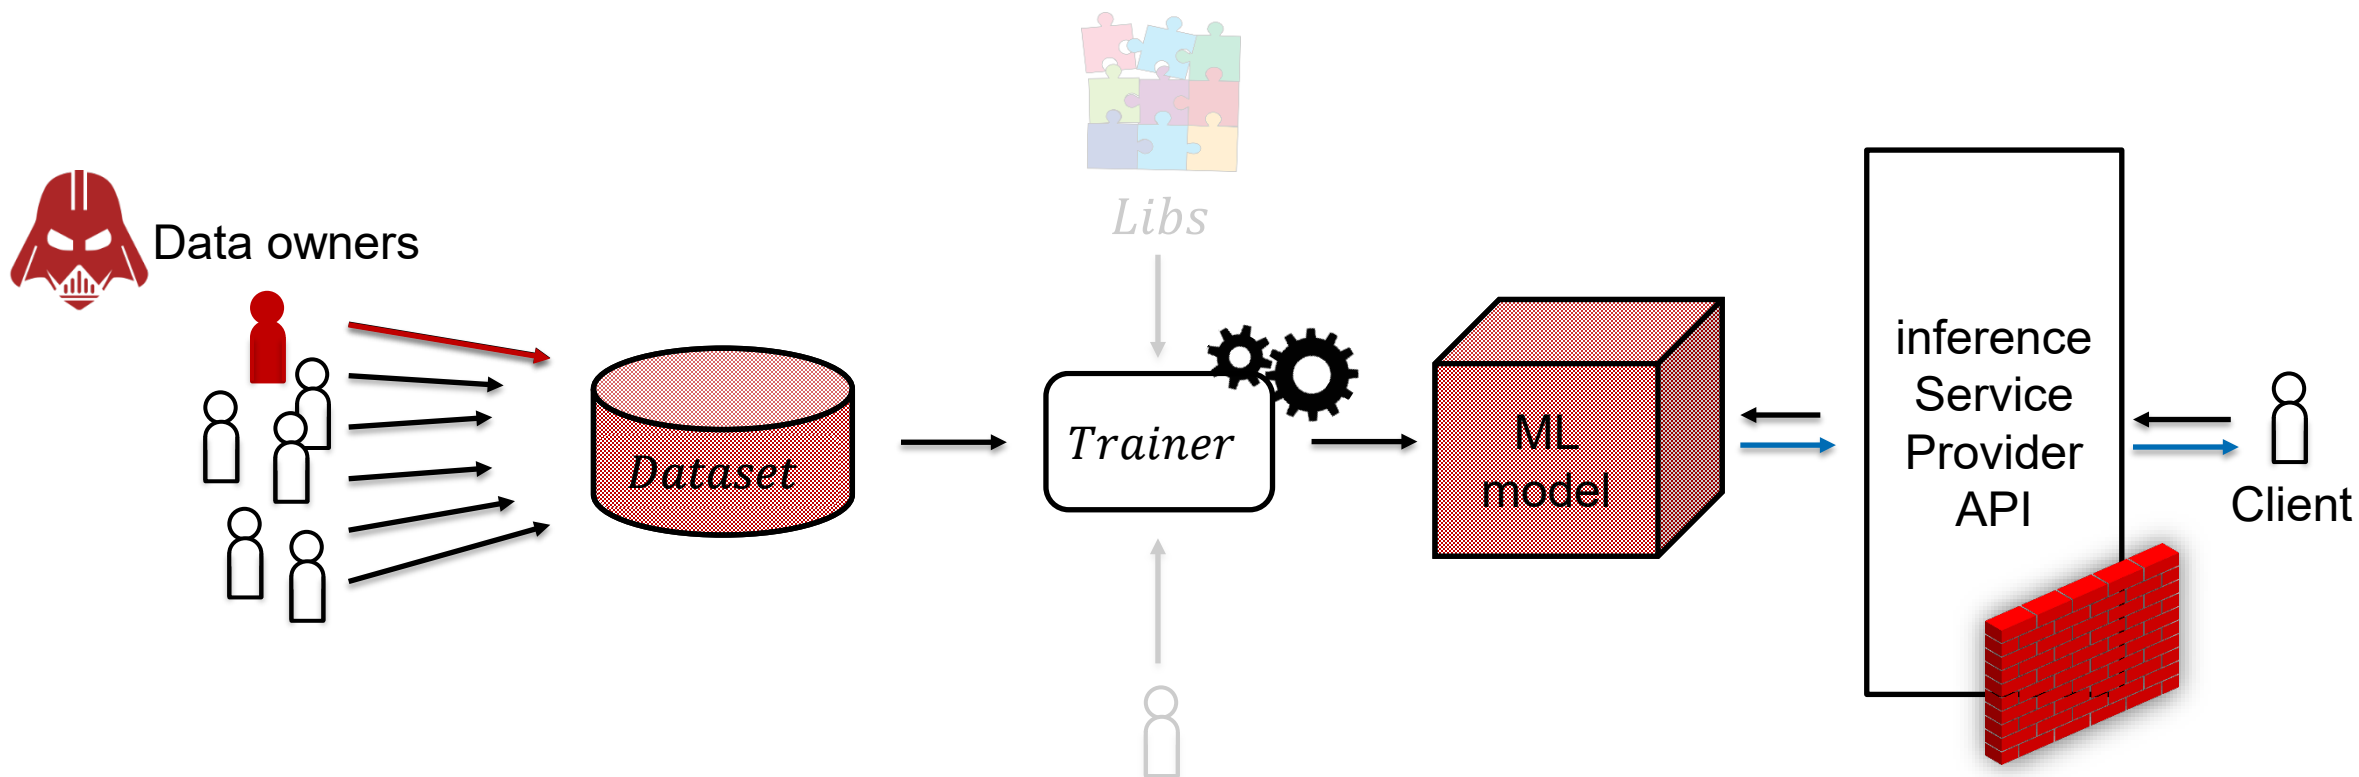 Libs
Data owners
Dataset
Trainer
ML
model
inference
Service
Provider
API
Client